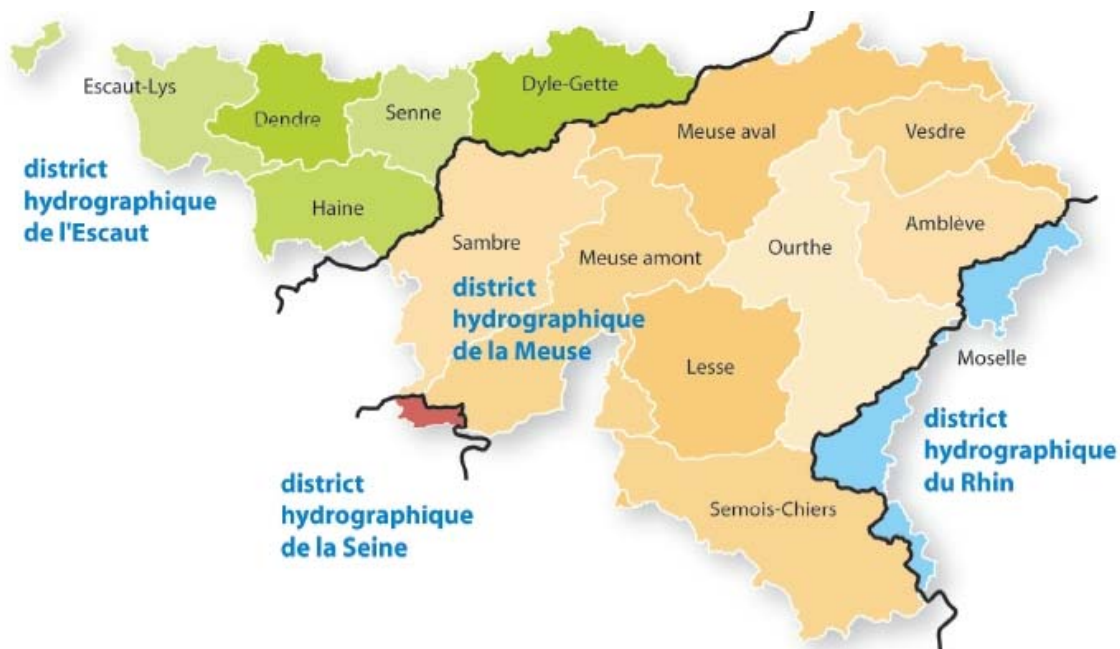 Escaut-Lys
Dendre
Senne
Dyle-Gette
Haine
district
hydrographique
de l'Escaut
Meuse aval
Vesdre
Amblève
Ourthe
Sambre
Meuse amont
district
hydrographique
de la Meuse
Lesse
Moselle
district
hydrographique
du Rhin
Semois-Chiers
district
hydrographique
de la Seine